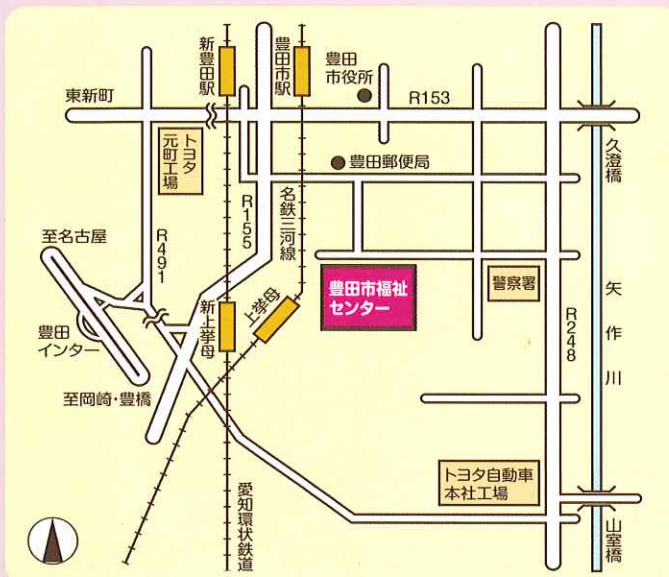 新豊田駅
豊田市駅
豊田
市役所
東新町
R153
トヨタ
元町工場
豊田郵便局
久澄橋
R155
名鉄三河線
至名古屋
R491
豊田市福祉
センター
警察署
矢作川
R248
豊田
インター
新上挙母
上挙母
至岡崎・豊橋
トヨタ自動車
本社工場
愛知環状鉄道
山室橋